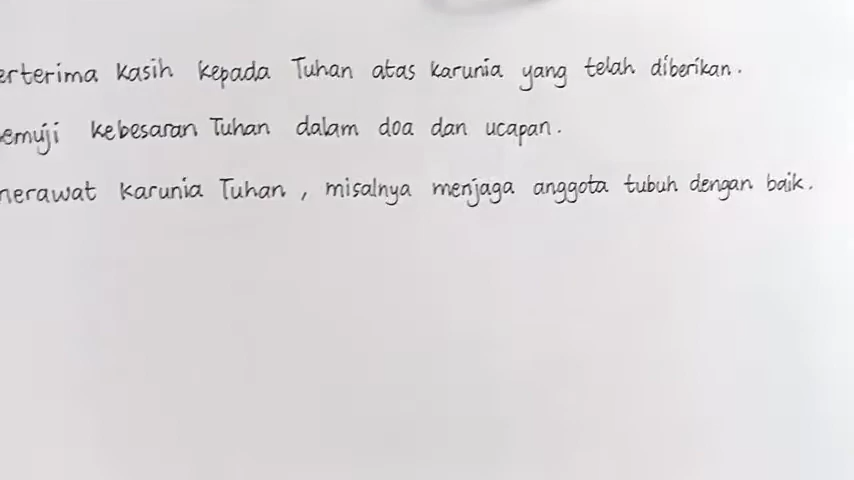 erterima kasih kepada Tuhan atas karunia yang telah diberikan.
emuji kebesaran Tuhan dalam doa dan ucapan.
merawat karunia Tuhan, misalnya menjaga anggota tubuh dengan baik.